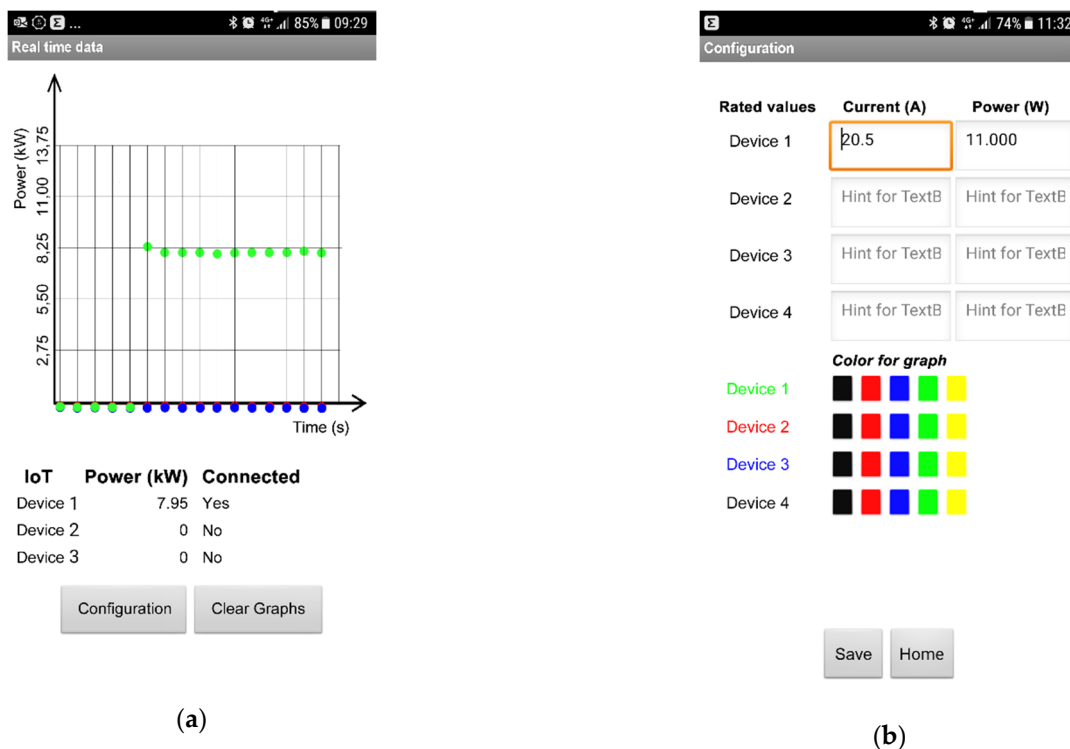 Σ ... 4G+ 85% 09:29
Real time data
Power (kW)
13,75
11,00
8,25
5,50
2,75
Time (s)
IoT Power (kW) Connected
Device 1 7.95 Yes
Device 2 0 No
Device 3 0 No
Configuration Clear Graphs
(a)
Σ 4G+ 74% 11:32
Configuration
Rated values Current (A) Power (W)
Device 1 20.5 11.000
Device 2 Hint for TextB Hint for TextB
Device 3 Hint for TextB Hint for TextB
Device 4 Hint for TextB Hint for TextB
Color for graph
Device 1
Device 2
Device 3
Device 4
Save Home
(b)